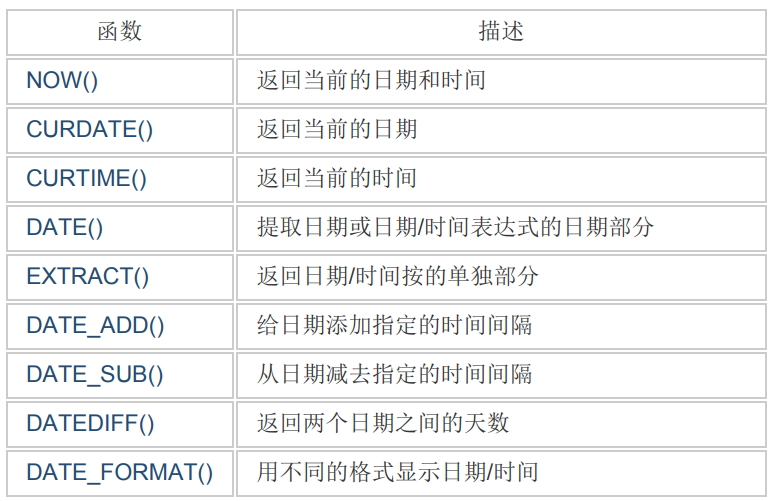 函数 描述
NOW() 返回当前的日期和时间
CURDATE() 返回当前的日期
CURTIME() 返回当前的时间
DATE() 提取日期或日期/时间表达式的日期部分
EXTRACT() 返回日期/时间按的单独部分
DATE_ADD() 给日期添加指定的时间间隔
DATE_SUB() 从日期减去指定的时间间隔
DATEDIFF() 返回两个日期之间的天数
DATE_FORMAT() 用不同的格式显示日期/时间